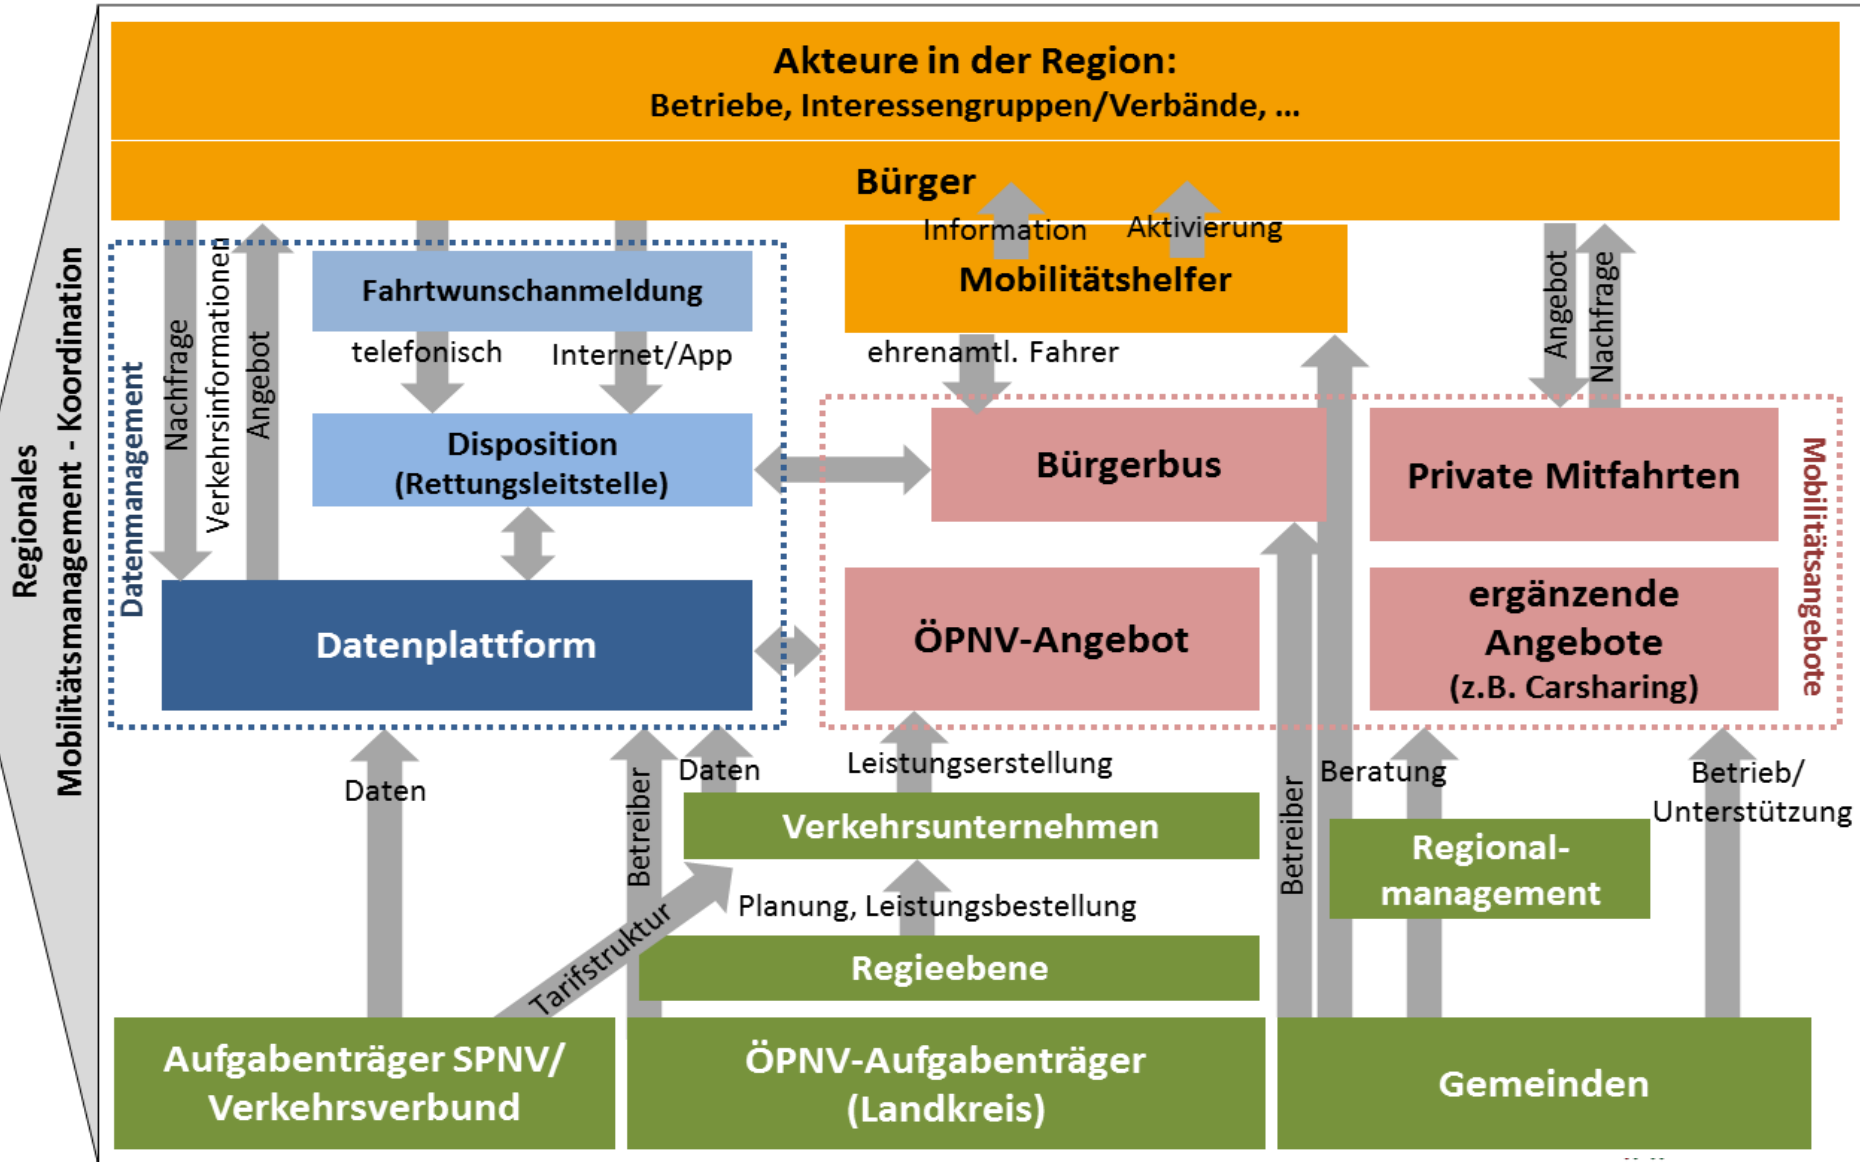 Regionales
Mobilitätsmanagement - Koordination
Akteure in der Region:
Betriebe, Interessengruppen/Verbände, ...
Bürger
Information
Aktivierung
Mobilitätshelfer
Datenmanagement
Nachfrage
Verkehrsinformationen
Angebot
Fahrtwunschanmeldung
telefonisch
Internet/App
ehrenamtl. Fahrer
Angebot
Nachfrage
Disposition
(Rettungsleitstelle)
Bürgerbus
Private Mitfahrten
Mobilitätsangebote
Datenplattform
ÖPNV-Angebot
ergänzende
Angebote
(z.B. Carsharing)
Daten
Betreiber
Daten
Leistungserstellung
Betreiber
Beratung
Betrieb/
Unterstützung
Verkehrsunternehmen
Regional-
management
Tarifstruktur
Planung, Leistungsbestellung
Regieebene
Aufgabenträger SPNV/
Verkehrsverbund
ÖPNV-Aufgabenträger
(Landkreis)
Gemeinden